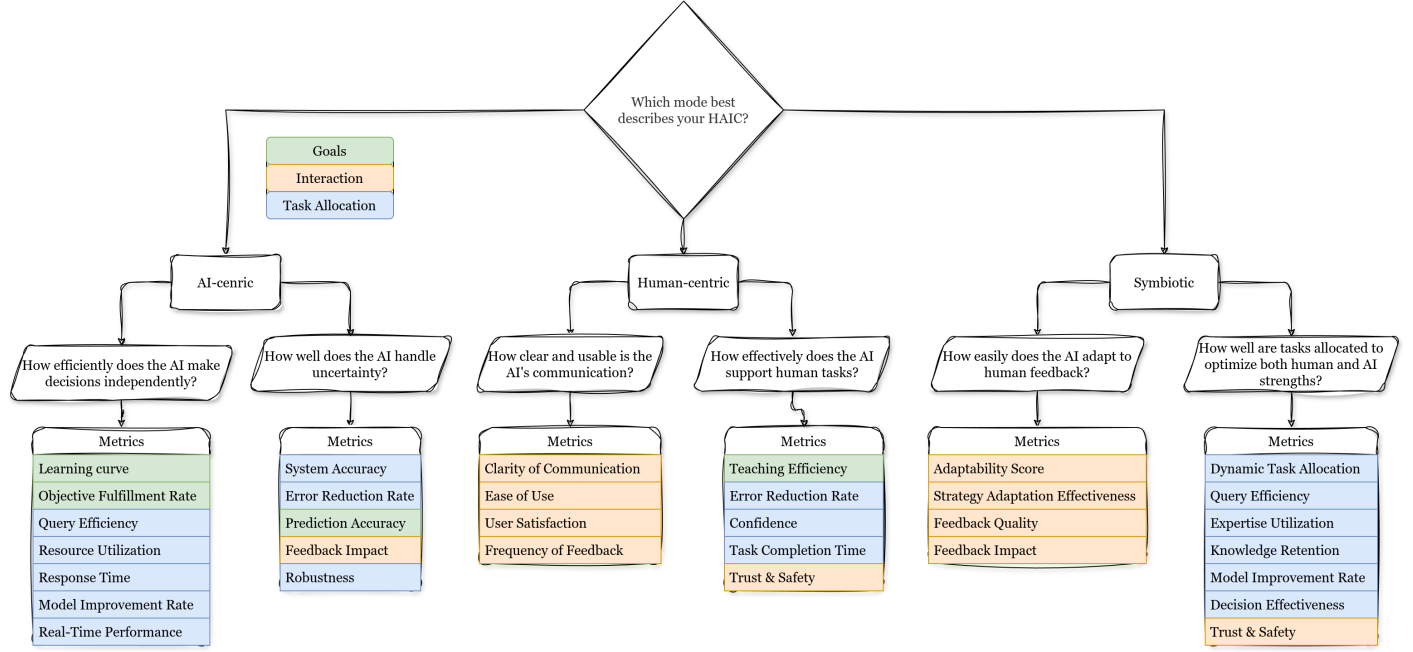 Which mode best
describes your HAIC?
Goals
Interaction
Task Allocation
AI-cenric
Human-centric
Symbiotic
How efficiently does the AI make
decisions independently?
How well does the AI handle
uncertainty?
How clear and usable is the
AI's communication?
How effectively does the AI
support human tasks?
How easily does the AI adapt to
human feedback?
How well are tasks allocated to
optimize both human and AI
strengths?
Metrics
Learning curve
Objective Fulfillment Rate
Query Efficiency
Resource Utilization
Response Time
Model Improvement Rate
Real-Time Performance
Metrics
System Accuracy
Error Reduction Rate
Prediction Accuracy
Feedback Impact
Robustness
Metrics
Clarity of Communication
Ease of Use
User Satisfaction
Frequency of Feedback
Metrics
Teaching Efficiency
Error Reduction Rate
Confidence
Task Completion Time
Trust & Safety
Metrics
Adaptability Score
Strategy Adaptation Effectiveness
Feedback Quality
Feedback Impact
Metrics
Dynamic Task Allocation
Query Efficiency
Expertise Utilization
Knowledge Retention
Model Improvement Rate
Decision Effectiveness
Trust & Safety